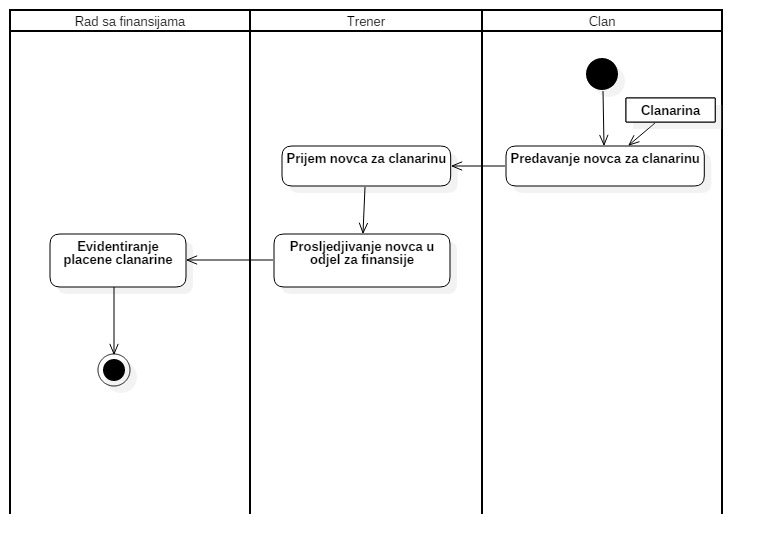 Rad sa finansijama
Trener
Clan
Clanarina
Prijem novca za clanarinu
Predavanje novca za clanarinu
Evidentiranje
placene clanarine
Prosljedjivanje novca u
odjel za finansije